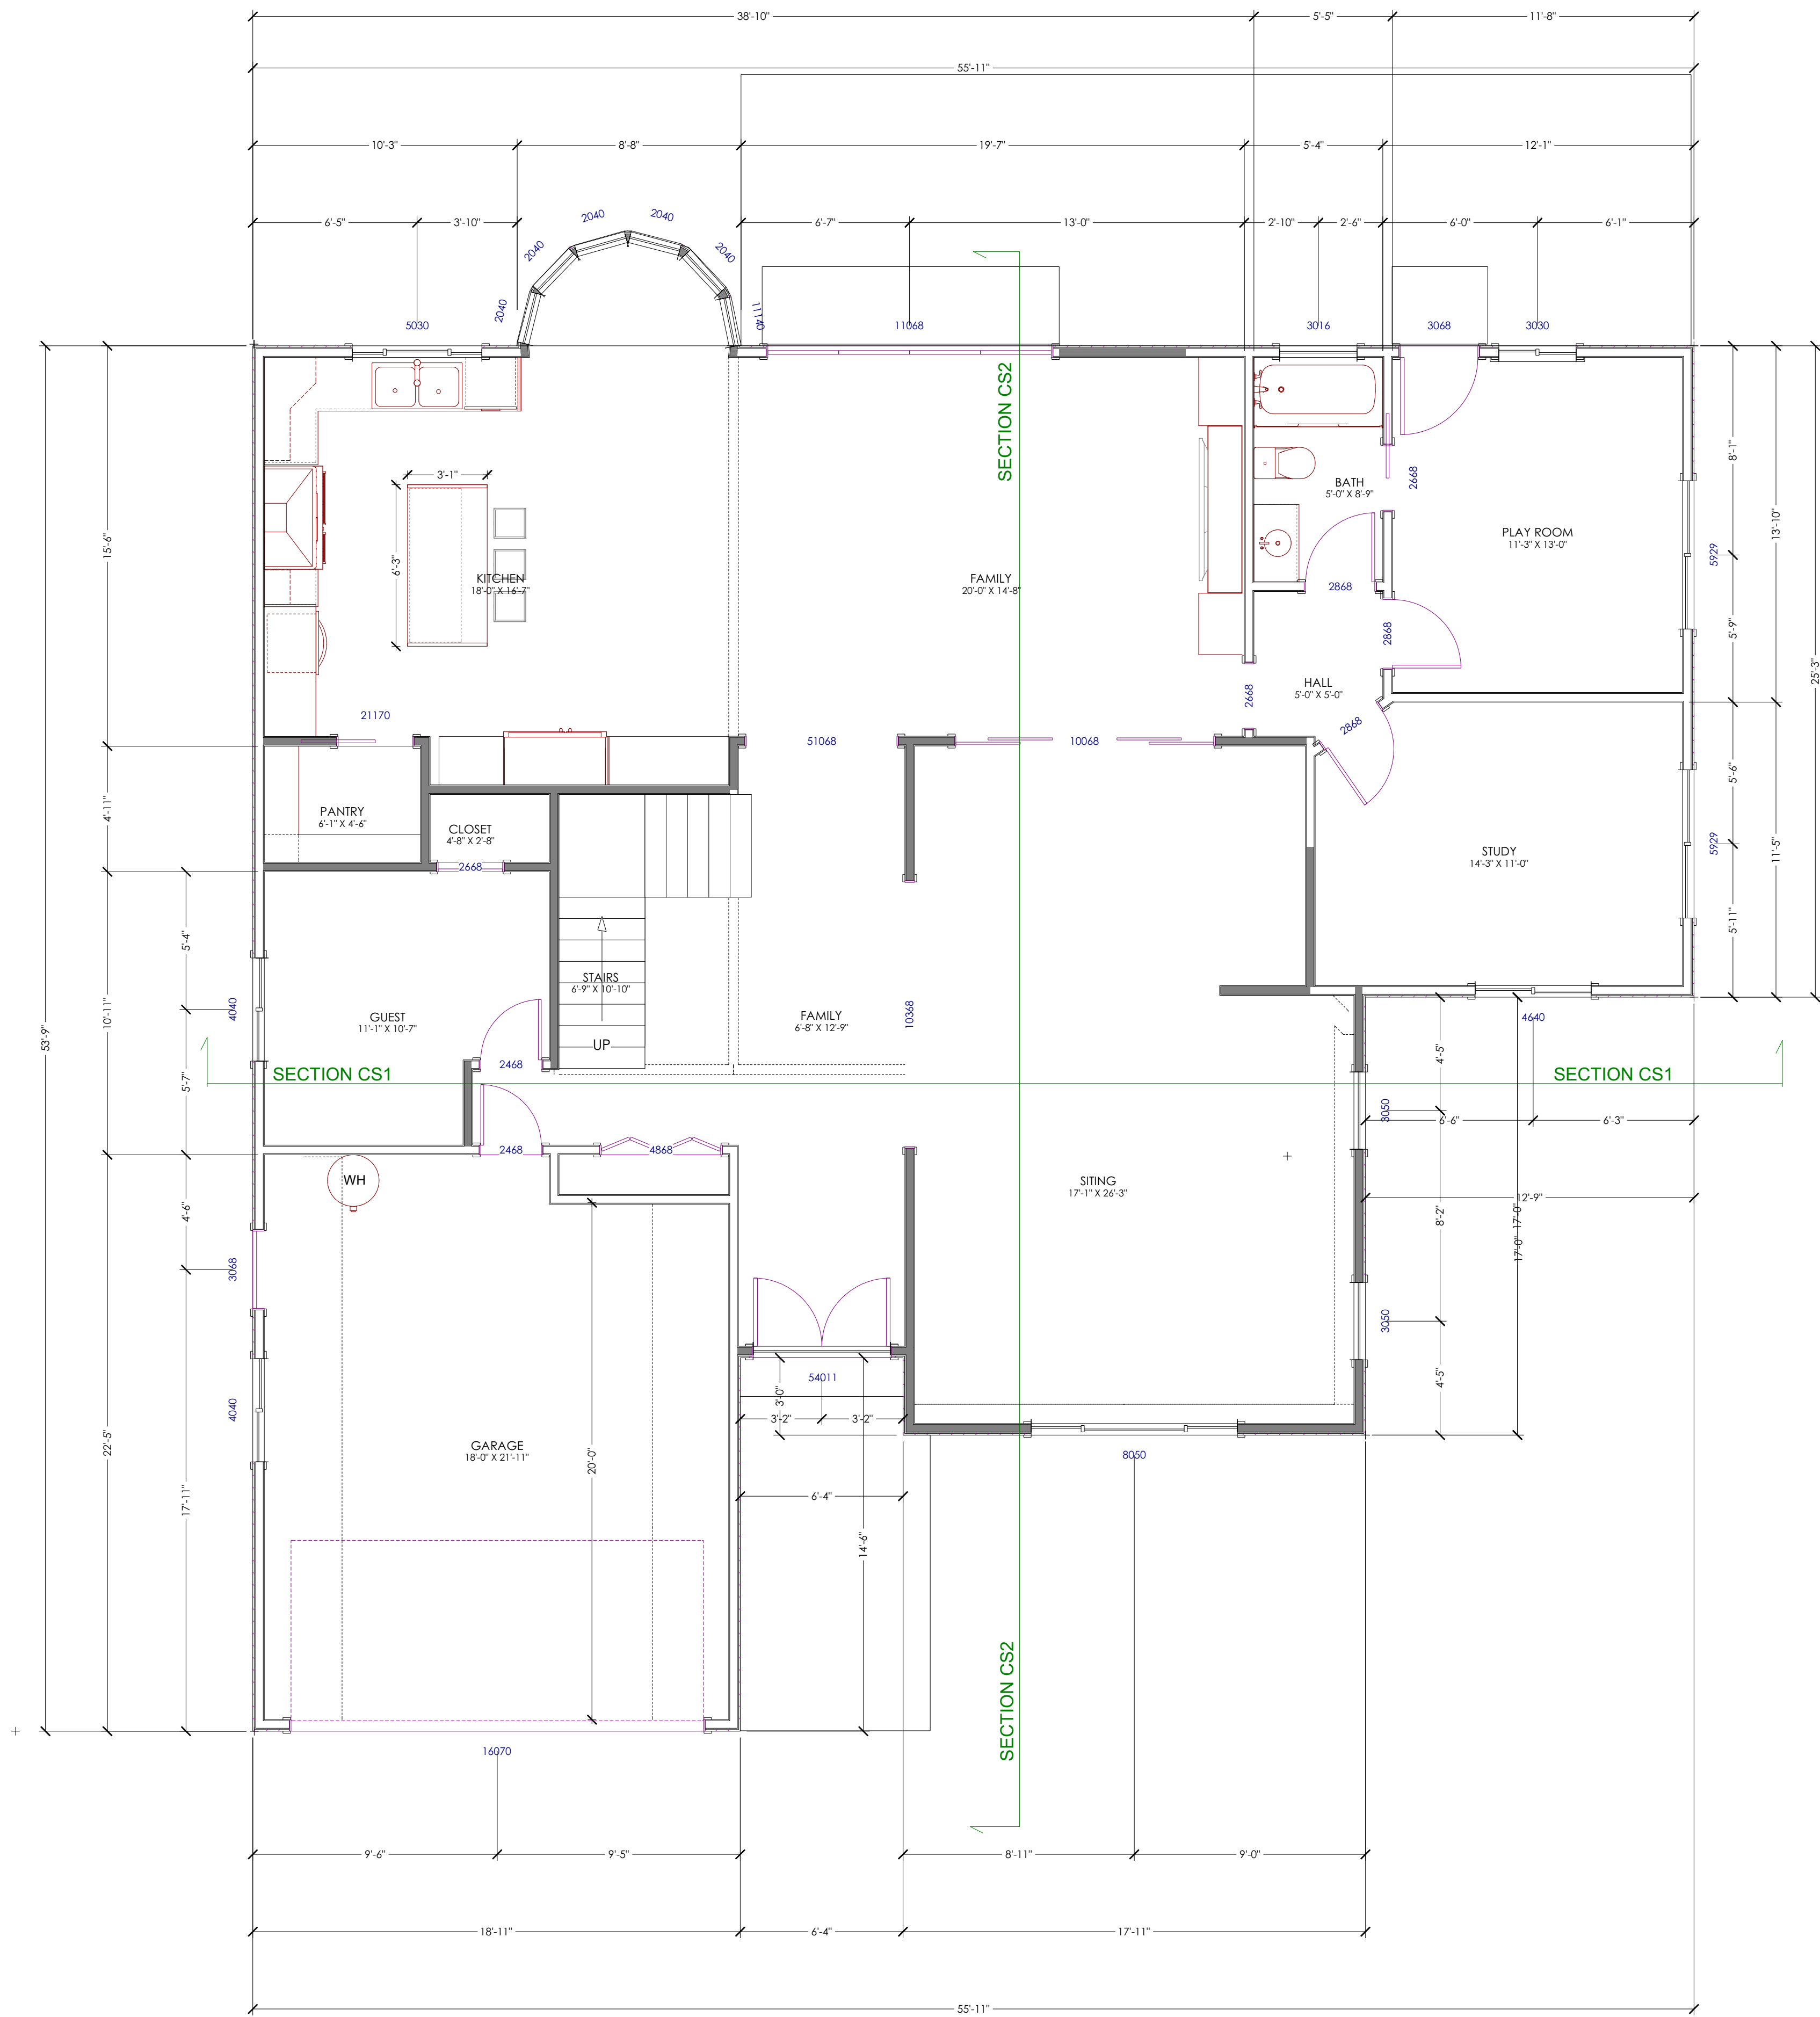 38'-10"
5'-5"
11'-8"
55'-11"
10'-3"
8'-8"
19'-7"
5'-4"
12'-1"
2040
2040
6'-5"
3'-10"
6'-7"
13'-0"
2'-10"
2'-6"
6'-0"
6'-1"
2040
2040
2040
11140
5030
11068
3016
3068
3030
SECTION CS2
8'-1"
3'-1"
2668
BATH
5'-0" X 8'-9"
13'-10"
15'-6"
PLAY ROOM
11'-3" X 13'-0"
5929
6'-3"
KITCHEN
18'-0" X 16'-7"
FAMILY
20'-0" X 14'-8"
2868
2868
5'-9"
25'-3"
HALL
5'-0" X 5'-0"
2668
21170
2868
51068
10068
5'-6"
4'-11"
PANTRY
6'-1" X 4'-6"
CLOSET
4'-8" X 2'-8"
5929
11'-5"
STUDY
14'-3" X 11'-0"
2668
5'-11"
5'-4"
STAIRS
6'-9" X 10'-10"
10'-11"
4040
GUEST
11'-1" X 10'-7"
FAMILY
6'-8" X 12'-9"
10368
4640
53'-9"
UP
4'-5"
2468
SECTION CS1
SECTION CS1
5'-7"
3050
6'-6"
6'-3"
2468
4868
WH
SITING
17'-1" X 26'-3"
12'-9"
4'-6"
8'-2"
17'-0"
17'-0"
3068
3050
54011
3'-0"
4'-5"
4040
3'-2"
3'-2"
22'-5"
GARAGE
18'-0" X 21'-11"
20'-0"
8050
17'-11"
6'-4"
14'-6"
SECTION CS2
16070
9'-6"
9'-5"
8'-11"
9'-0"
18'-11"
6'-4"
17'-11"
55'-11"